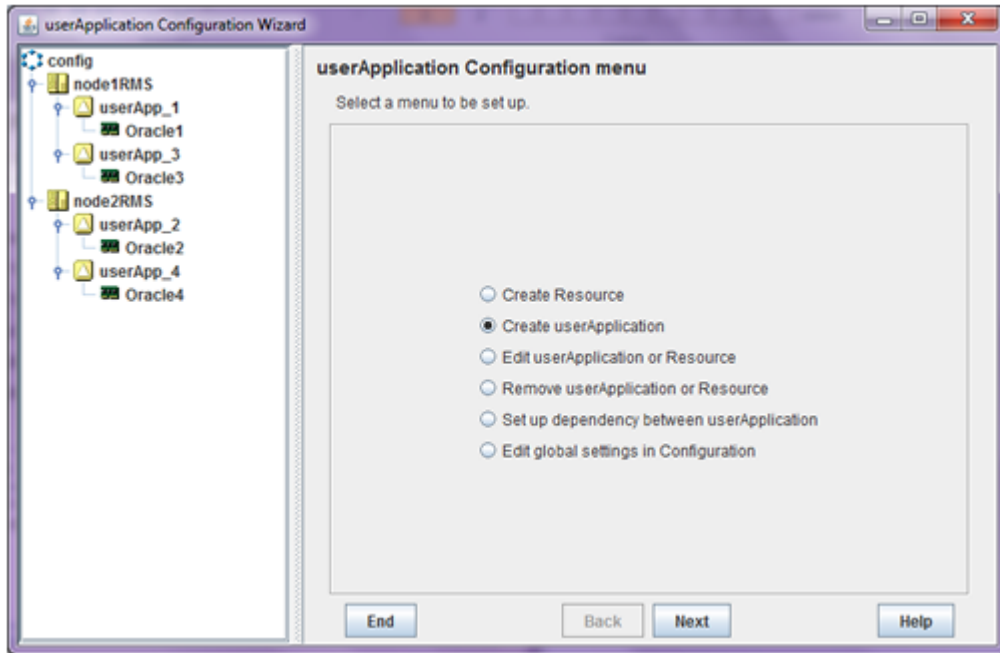 userApplication Configuration Wizard
config
node1RMS
userApp_1
Oracle1
userApp_3
Oracle3
node2RMS
userApp_2
Oracle2
userApp_4
Oracle4
userApplication Configuration menu
Select a menu to be set up.
Create Resource
Create userApplication
Edit userApplication or Resource
Remove userApplication or Resource
Set up dependency between userApplication
Edit global settings in Configuration
End Back Next Help